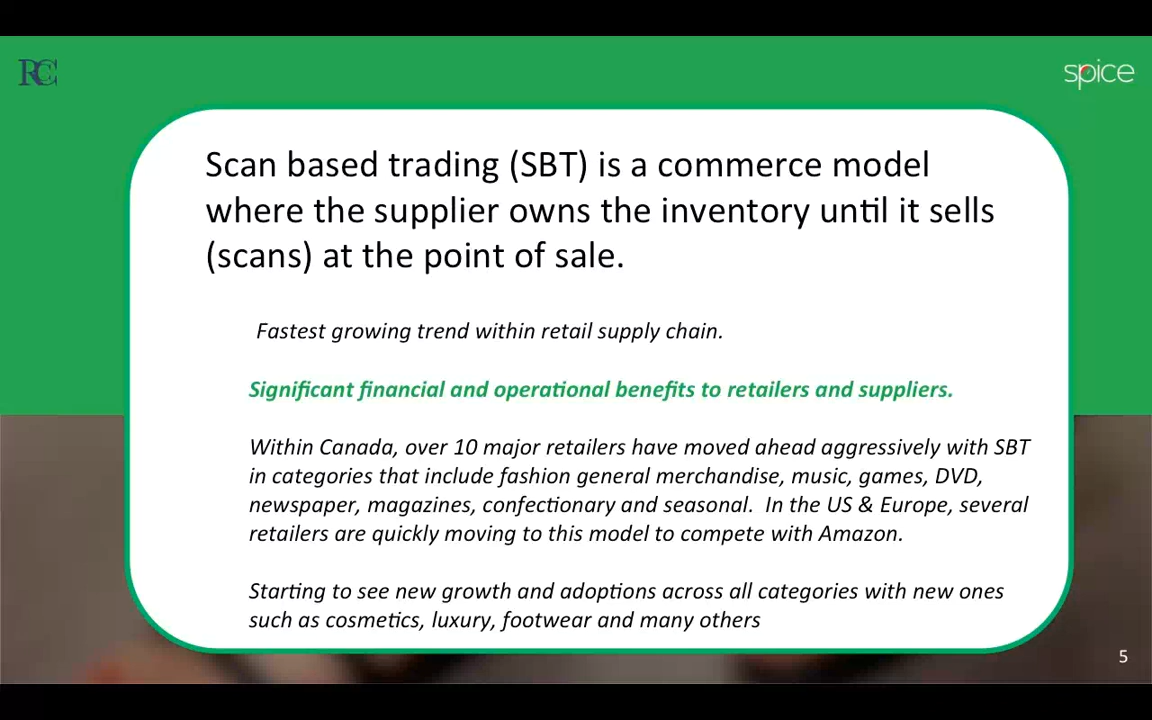 RCC
spice
Scan based trading (SBT) is a commerce model
where the supplier owns the inventory until it sells
(scans) at the point of sale.
Fastest growing trend within retail supply chain.
Significant financial and operational benefits to retailers and suppliers.
Within Canada, over 10 major retailers have moved ahead aggressively with SBT
in categories that include fashion general merchandise, music, games, DVD,
newspaper, magazines, confectionary and seasonal.  In the US & Europe, several
retailers are quickly moving to this model to compete with Amazon.
Starting to see new growth and adoptions across all categories with new ones
such as cosmetics, luxury, footwear and many others
5